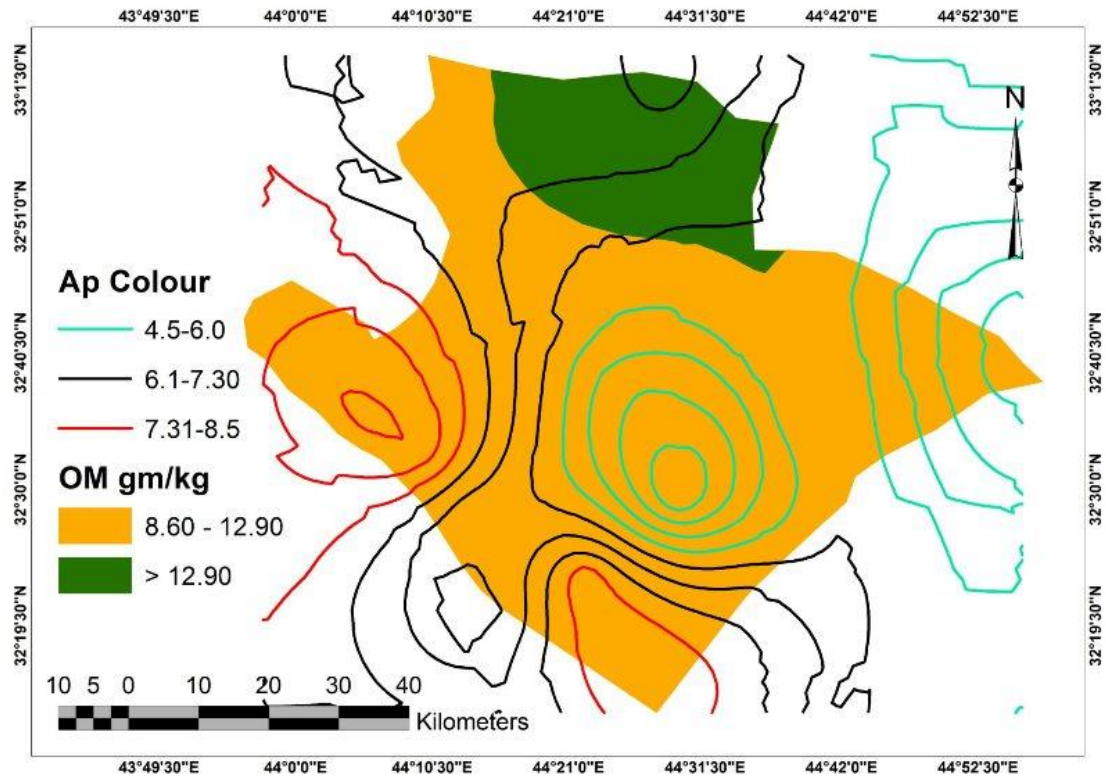 43°49'30"E 44°0'0"E 44°10'30"E 44°21'0"E 44°31'30"E 44°42'0"E 44°52'30"E
33°1'30"N 33°1'30"N
N
32°51'0"N 32°51'0"N
Ap Colour
4.5-6.0
32°40'30"N 32°40'30"N
6.1-7.30
7.31-8.5
OM gm/kg
32°30'0"N 32°30'0"N
8.60 - 12.90
> 12.90
32°19'30"N 32°19'30"N
10 5 0 10 20 30 40
Kilometers
43°49'30"E 44°0'0"E 44°10'30"E 44°21'0"E 44°31'30"E 44°42'0"E 44°52'30"E